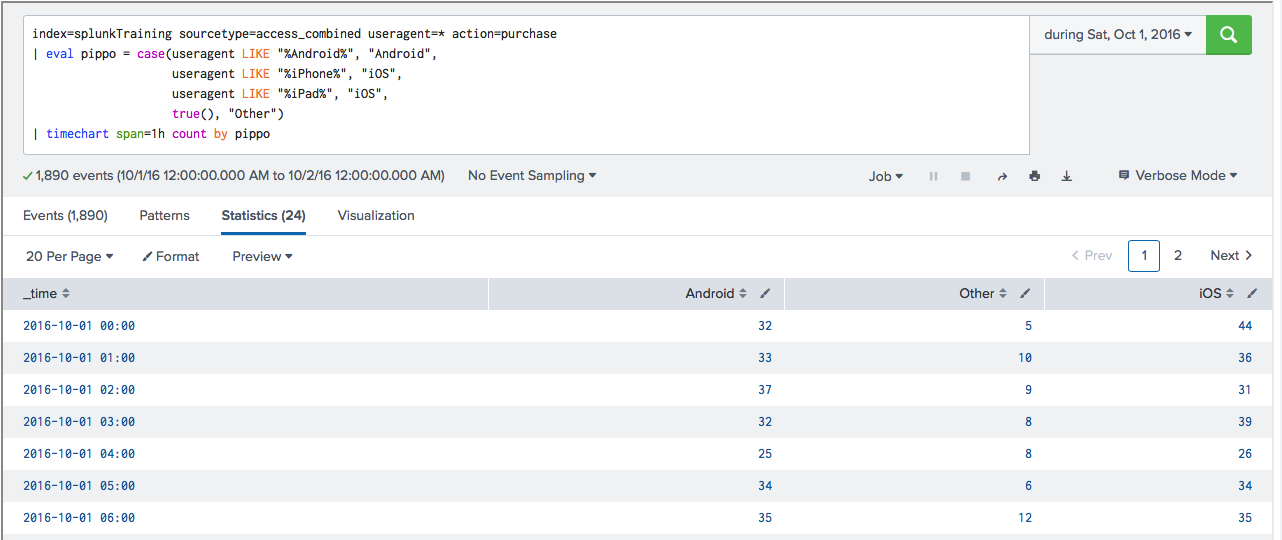 index=splunkTraining sourcetype=access_combined useragent=* action=purchase
| eval pippo = case(useragent LIKE "%Android%", "Android",
useragent LIKE "%iPhone%", "iOS",
useragent LIKE "%iPad%", "iOS",
true(), "Other")
| timechart span=1h count by pippo
during Sat, Oct 1, 2016
1,890 events (10/1/16 12:00:00.000 AM to 10/2/16 12:00:00.000 AM) No Event Sampling Job Verbose Mode
Events (1,890) Patterns Statistics (24) Visualization
20 Per Page Format Preview Prev 1 2 Next
_time Android Other iOS
2016-10-01 00:00 32 5 44
2016-10-01 01:00 33 10 36
2016-10-01 02:00 37 9 31
2016-10-01 03:00 32 8 39
2016-10-01 04:00 25 8 26
2016-10-01 05:00 34 6 34
2016-10-01 06:00 35 12 35